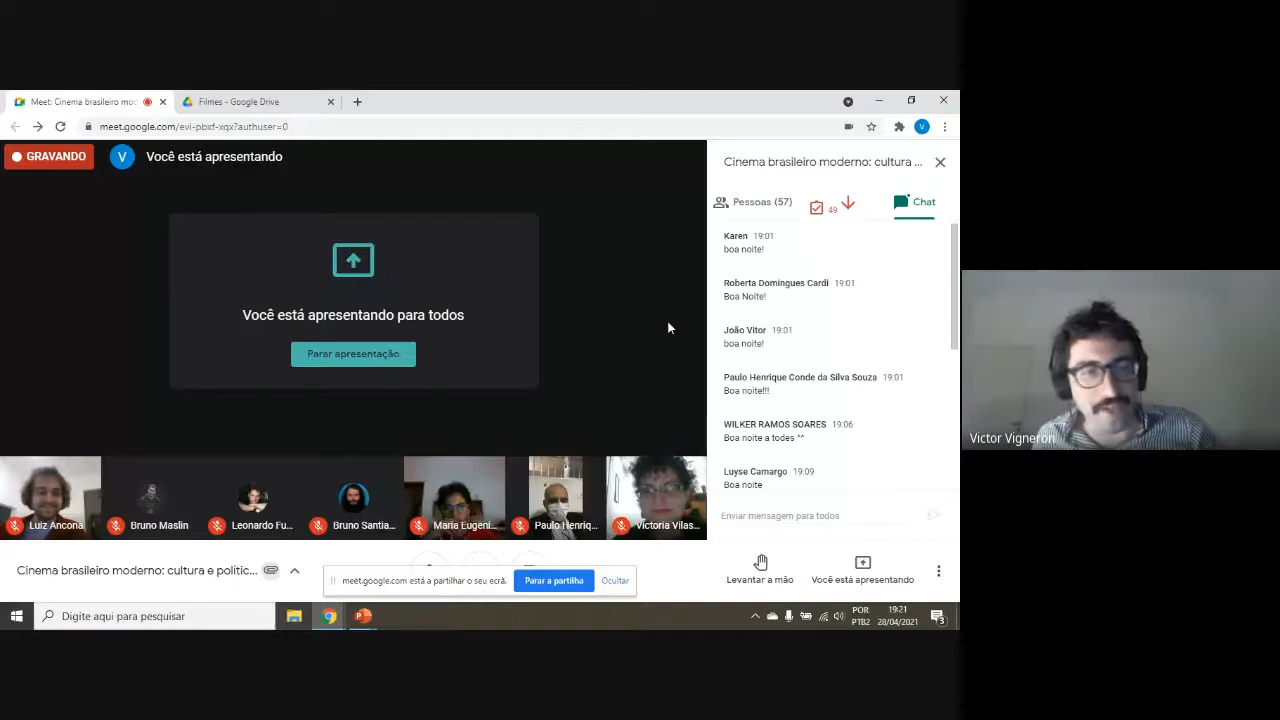 Meet: Cinema brasileiro mo
Filmes - Google Drive
meet.google.com/evi-pbxf-xqx?authuser=0
V
GRAVANDO
V
Você está apresentando
Cinema brasileiro moderno: cultura ...
Pessoas (57)
49
Chat
Karen 19:01
boa noite!
Roberta Domingues Cardi 19:01
Boa Noite!
João Vitor 19:01
boa noite!
Paulo Henrique Conde da Silva Souza 19:01
Boa noite!!!
WILKER RAMOS SOARES 19:06
Boa noite a todes ^^
Luyse Camargo 19:09
Boa noite
Você está apresentando para todos
Parar apresentação
Victor Vigneron
Luiz Ancona
Bruno Maslin
Leonardo Fu...
Bruno Santia...
Maria Eugeni...
Paulo Henriq...
Victoria Vilas...
Enviar mensagem para todos
Cinema brasileiro moderno: cultura e polític...
meet.google.com está a partilhar o seu ecrã.
Parar a partilha
Ocultar
Levantar a mão
Você está apresentando
Digite aqui para pesquisar
POR
PTB2
19:21
28/04/2021
3